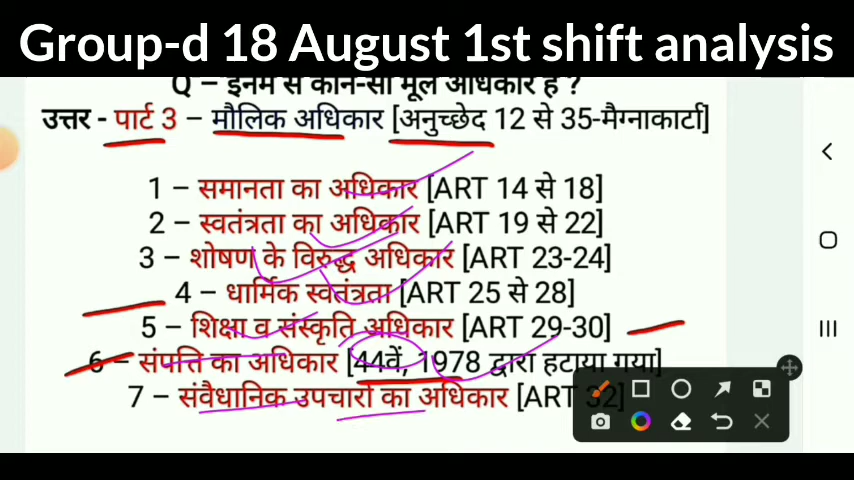 Group-d 18 August 1st shift analysis
Q – इनमें से कौन-सा मूल अधिकार है ?
उत्तर - पार्ट 3 – मौलिक अधिकार [अनुच्छेद 12 से 35-मैग्नाकार्टा]
1 – समानता का अधिकार [ART 14 से 18]
2 – स्वतंत्रता का अधिकार [ART 19 से 22]
3 – शोषण के विरुद्ध अधिकार [ART 23-24]
4 – धार्मिक स्वतंत्रता [ART 25 से 28]
5 – शिक्षा व संस्कृति अधिकार [ART 29-30]
6 – संपत्ति का अधिकार [44वें, 1978 द्वारा हटाया गया]
7 – संवैधानिक उपचारों का अधिकार [ART 32]